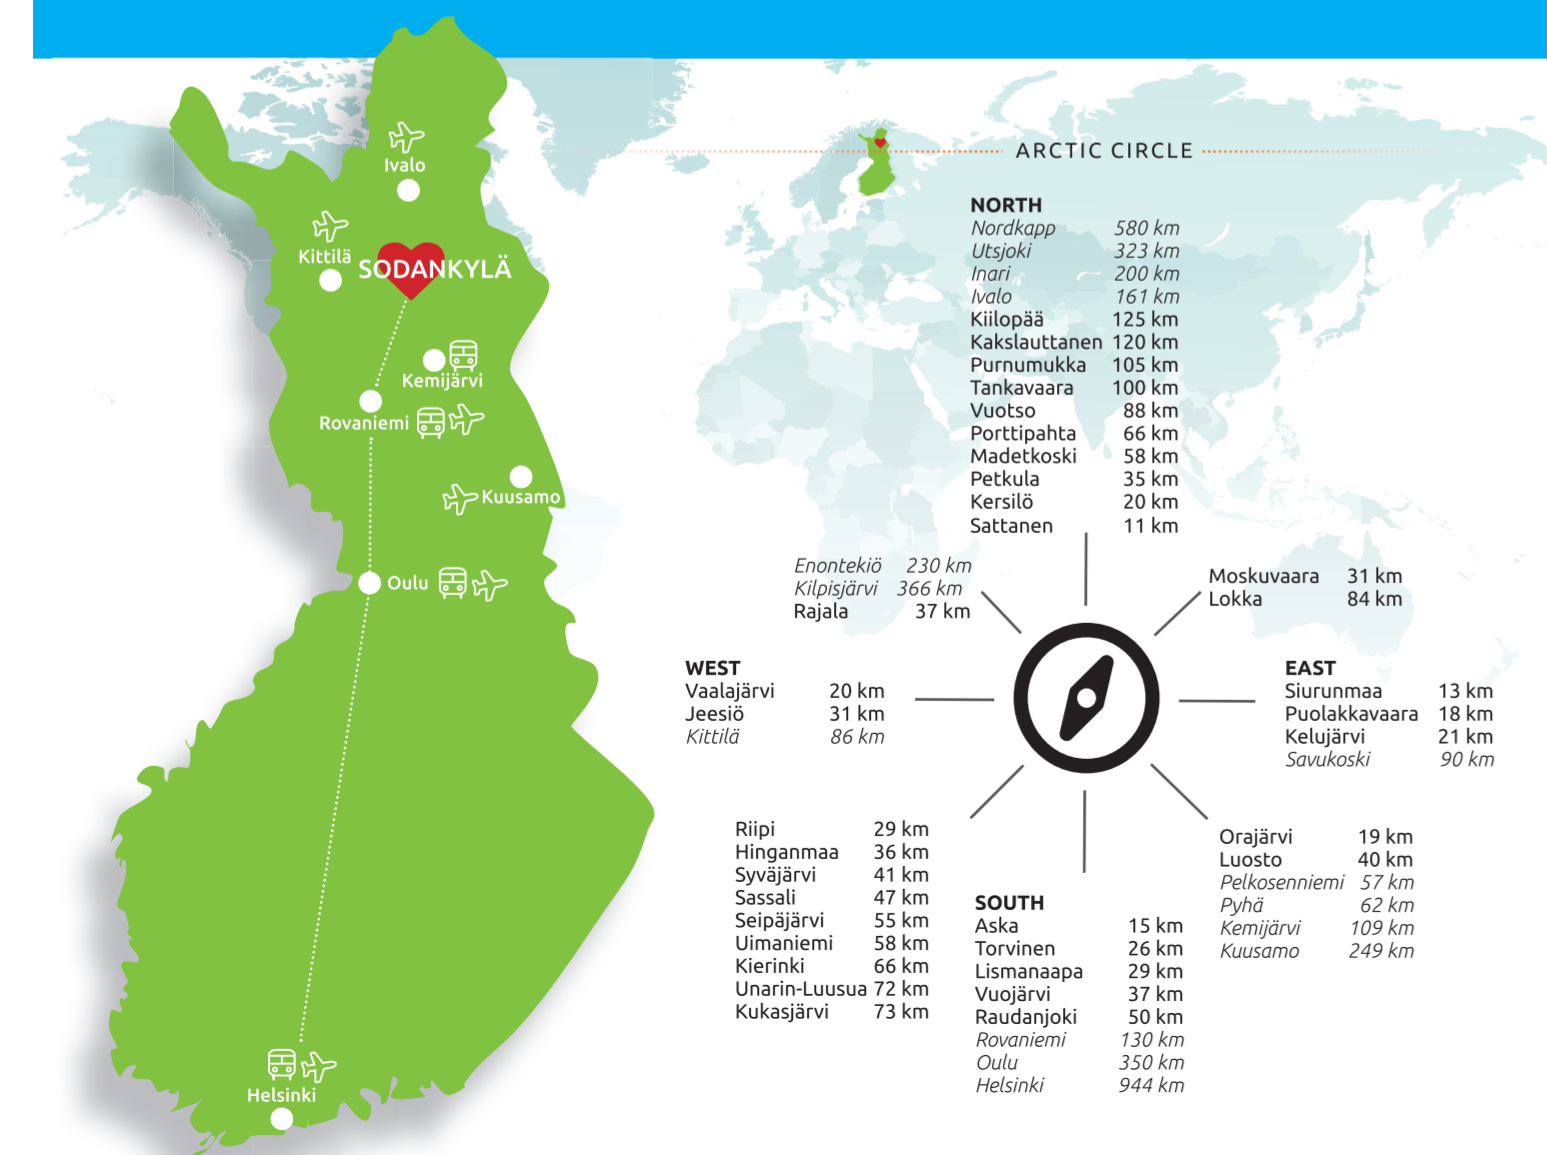 Ivalo
Kittilä
SODANKYLÄ
Kemijärvi
Rovaniemi
Kuusamo
Oulu
Helsinki
ARCTIC CIRCLE
NORTH
Nordkapp 580 km
Utsjoki 323 km
Inari 200 km
Ivalo 161 km
Kiilopää 125 km
Kakslauttanen 120 km
Purnumukka 105 km
Tankavaara 100 km
Vuotso 88 km
Porttipahta 66 km
Madetkoski 58 km
Petkula 35 km
Kersilö 20 km
Sattanen 11 km
Enontekiö 230 km
Kilpisjärvi 366 km
Rajala 37 km
Moskuvaara 31 km
Lokka 84 km
WEST
Vaalajärvi 20 km
Jeesiö 31 km
Kittilä 86 km
EAST
Siurunmaa 13 km
Puolakkavaara 18 km
Kelujärvi 21 km
Savukoski 90 km
Riipi 29 km
Hinganmaa 36 km
Syväjärvi 41 km
Sassali 47 km
Seipäjärvi 55 km
Uimaniemi 58 km
Kierinki 66 km
Unarin-Luusua 72 km
Kukasjärvi 73 km
SOUTH
Aska 15 km
Torvinen 26 km
Lismanaapa 29 km
Vuojärvi 37 km
Raudanjoki 50 km
Rovaniemi 130 km
Oulu 350 km
Helsinki 944 km
Orajärvi 19 km
Luosto 40 km
Pelkosenniemi 57 km
Pyhä 62 km
Kemijärvi 109 km
Kuusamo 249 km